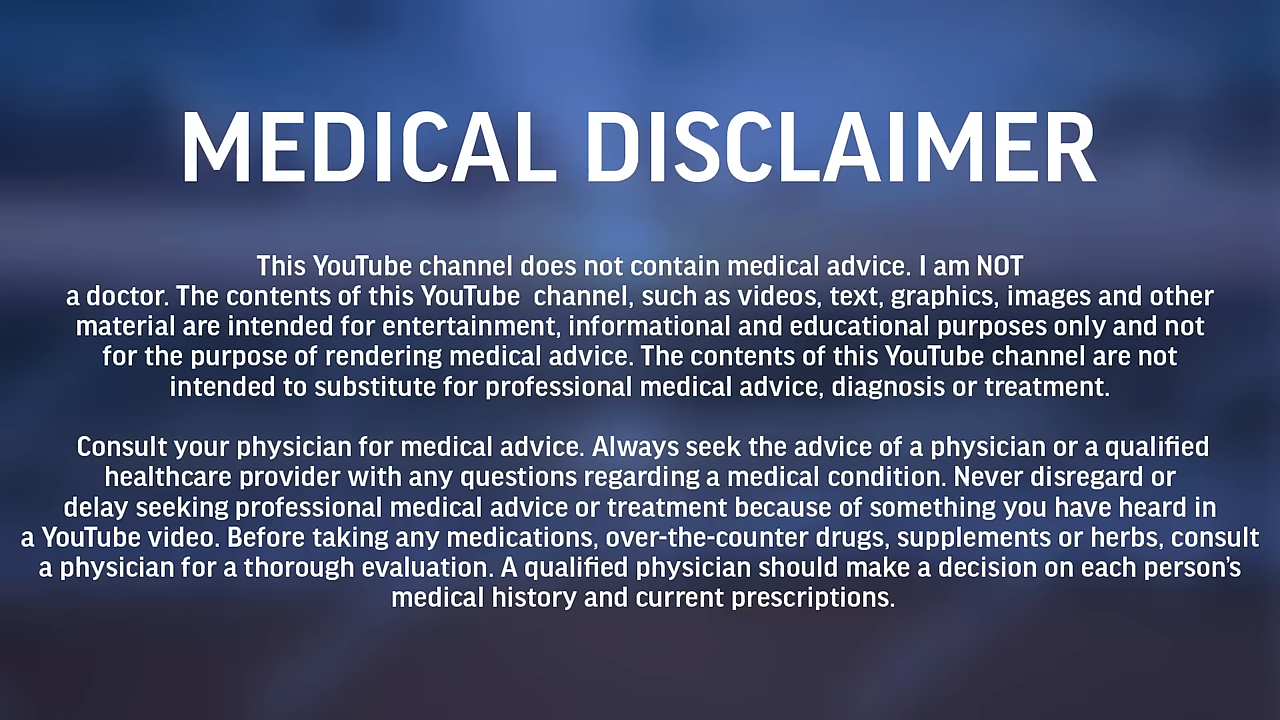 MEDICAL DISCLAIMER
This YouTube channel does not contain medical advice. I am NOT
a doctor. The contents of this YouTube  channel, such as videos, text, graphics, images and other
material are intended for entertainment, informational and educational purposes only and not
for the purpose of rendering medical advice. The contents of this YouTube channel are not
intended to substitute for professional medical advice, diagnosis or treatment.
Consult your physician for medical advice. Always seek the advice of a physician or a qualified
healthcare provider with any questions regarding a medical condition. Never disregard or
delay seeking professional medical advice or treatment because of something you have heard in
a YouTube video. Before taking any medications, over-the-counter drugs, supplements or herbs, consult
a physician for a thorough evaluation. A qualified physician should make a decision on each person’s
medical history and current prescriptions.